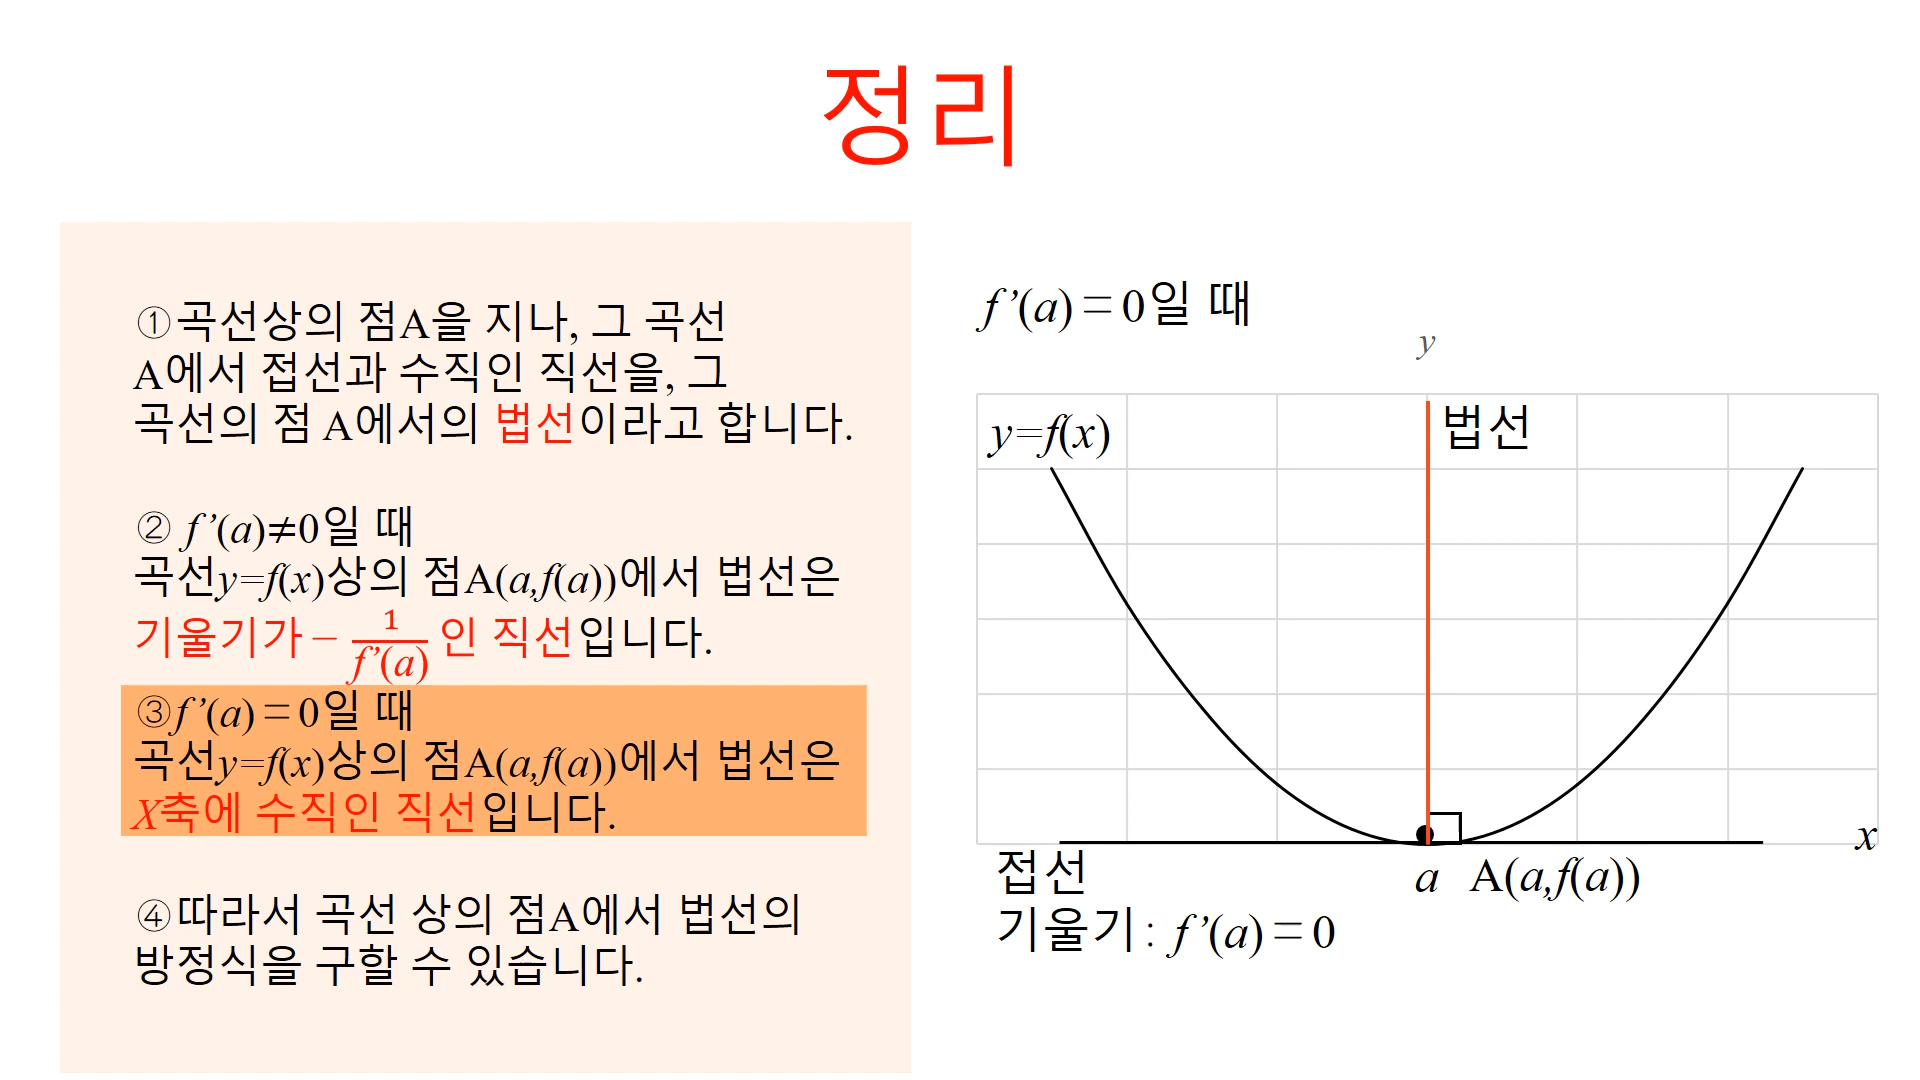 정리
①곡선상의 점A을 지나, 그 곡선
A에서 접선과 수직인 직선을, 그
곡선의 점 A에서의 법선이라고 합니다.
② f’(a)≠0일 때
곡선y=f(x)상의 점A(a,f(a))에서 법선은
기울기가 − 1/f’(a) 인 직선입니다.
③f’(a)=0일 때
곡선y=f(x)상의 점A(a,f(a))에서 법선은
X축에 수직인 직선입니다.
④따라서 곡선 상의 점A에서 법선의
방정식을 구할 수 있습니다.
f’(a)=0일 때
y
y=f(x)
법선
x
접선
a
A(a,f(a))
기울기: f’(a)=0